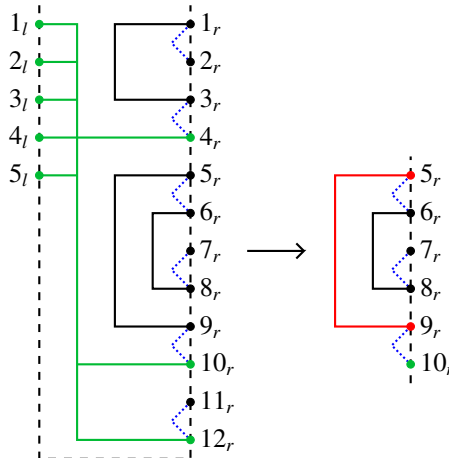 1_l 1_r
2_l 2_r
3_l 3_r
4_l 4_r
5_l 5_r 5_r
6_r 6_r
7_r 7_r
8_r 8_r
9_r 9_r
10_r 10_r
11_r
12_r